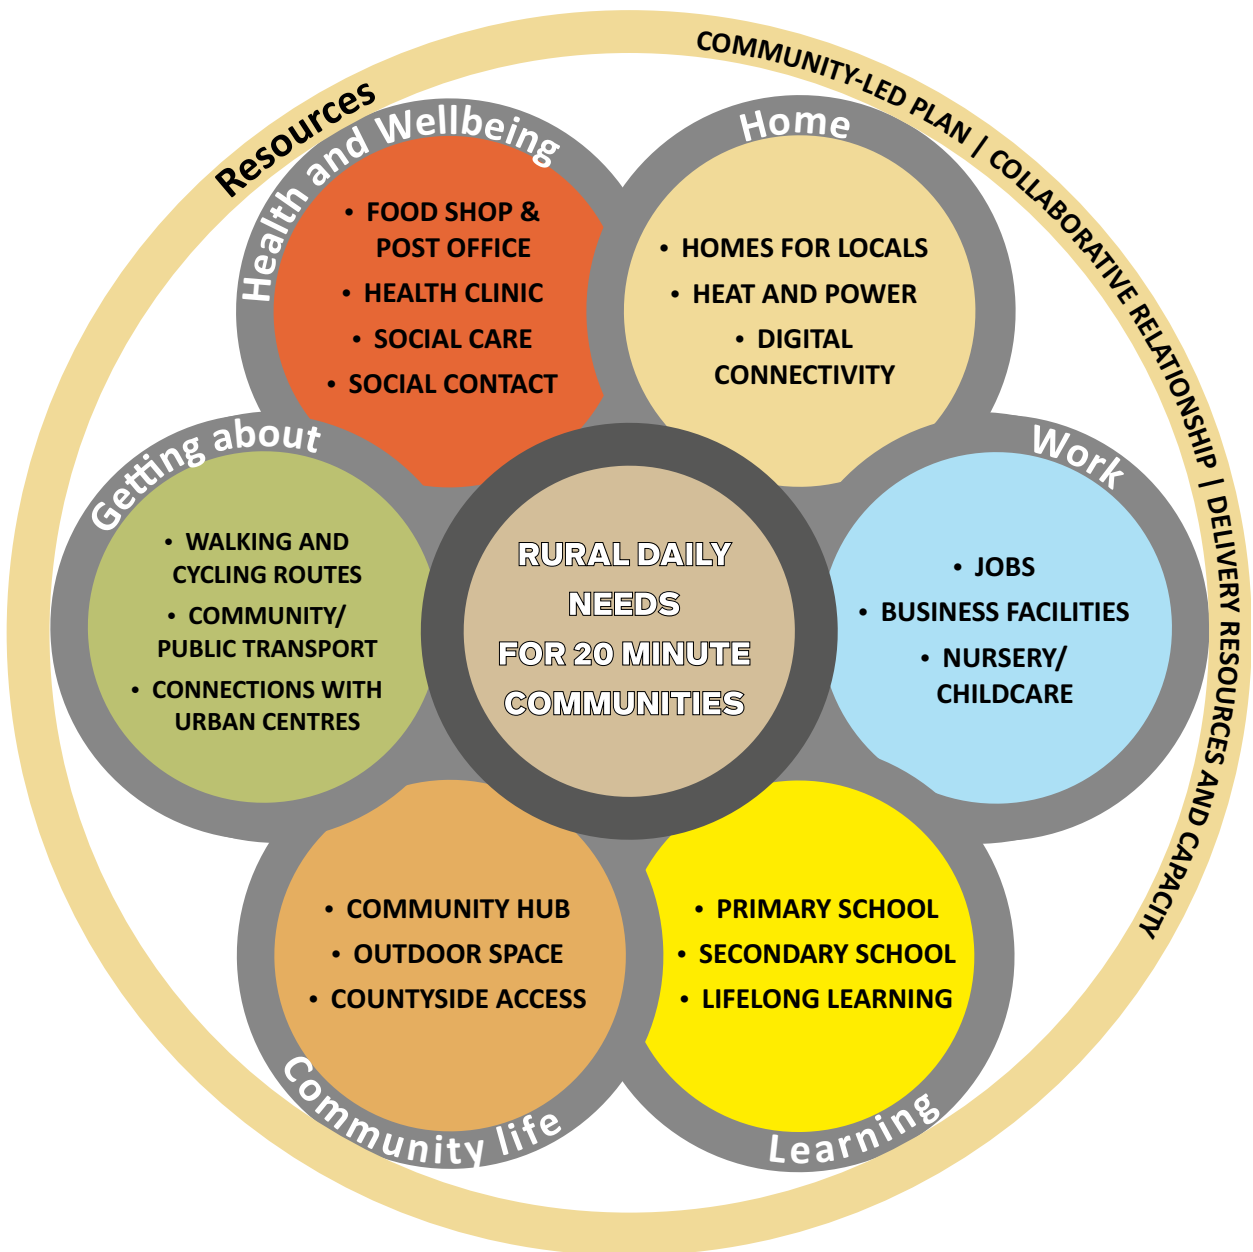 Resources
COMMUNITY-LED PLAN | COLLABORATIVE RELATIONSHIP | DELIVERY RESOURCES AND CAPACITY
Health and Wellbeing
• FOOD SHOP &
POST OFFICE
• HEALTH CLINIC
• SOCIAL CARE
• SOCIAL CONTACT
Home
• HOMES FOR LOCALS
• HEAT AND POWER
• DIGITAL
CONNECTIVITY
Getting about
• WALKING AND
CYCLING ROUTES
• COMMUNITY/
PUBLIC TRANSPORT
• CONNECTIONS WITH
URBAN CENTRES
RURAL DAILY
NEEDS
FOR 20 MINUTE
COMMUNITIES
Work
• JOBS
• BUSINESS FACILITIES
• NURSERY/
CHILDCARE
• COMMUNITY HUB
• OUTDOOR SPACE
• COUNTYSIDE ACCESS
Community life
• PRIMARY SCHOOL
• SECONDARY SCHOOL
• LIFELONG LEARNING
Learning